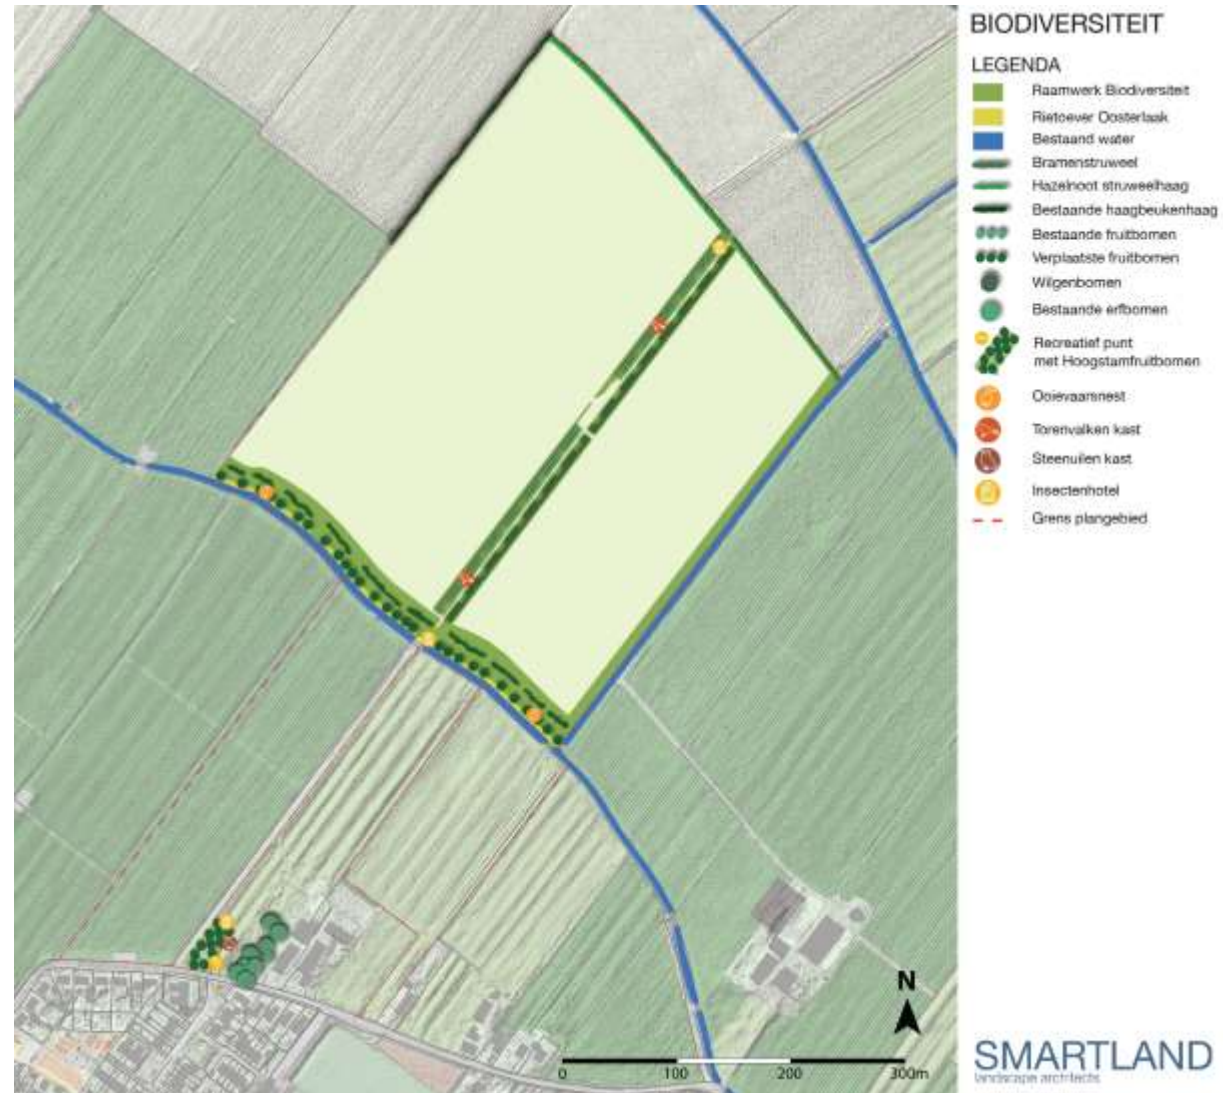 BIODIVERSITEIT
LEGENDA
Raamwerk Biodiversiteit
Rietoever Oosterlaak
Bestaand water
Bramenstruweel
Hazelnoot struweelhaag
Bestaande haagbeukenhaag
Bestaande fruitbomen
Verplaatste fruitbomen
Wilgenbomen
Bestaande erfbomen
Recreatief punt
met Hoogstamfruitbomen
Ooievaarsnest
Torenvalken kast
Steenuilen kast
Insectenhotel
Grens plangebied
N
0 100 200 300m
SMARTLAND
landscape architects